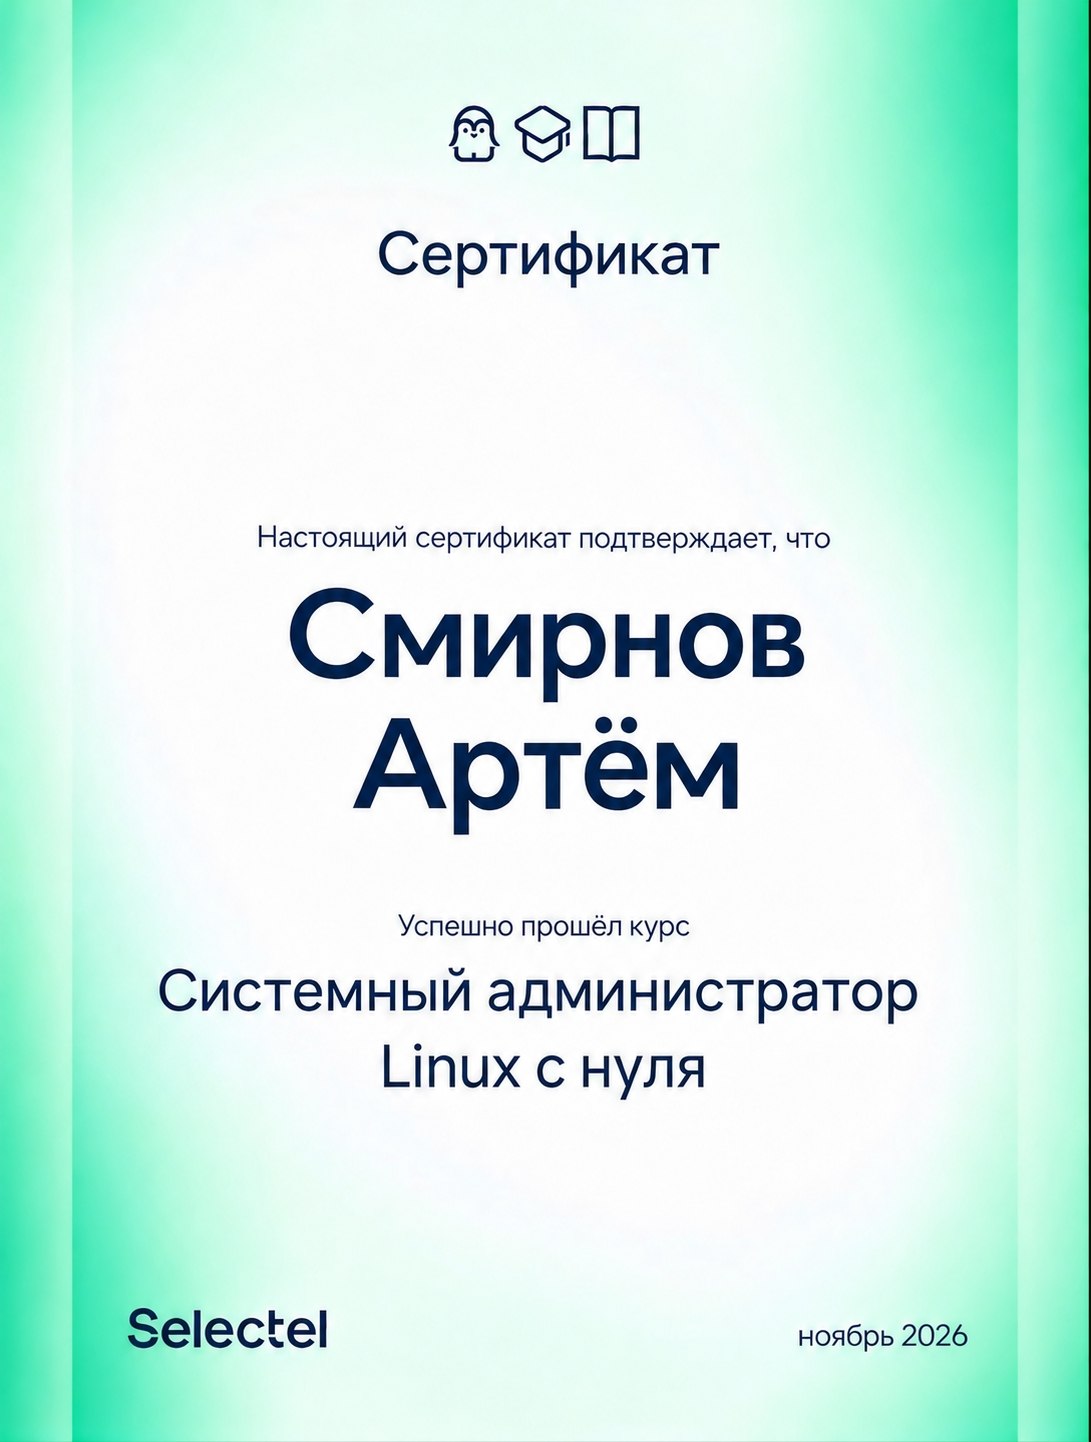 Сертификат
Настоящий сертификат подтверждает, что
Смирнов
Артём
Успешно прошёл курс
Системный администратор
Linux с нуля
Selectel
ноябрь 2026